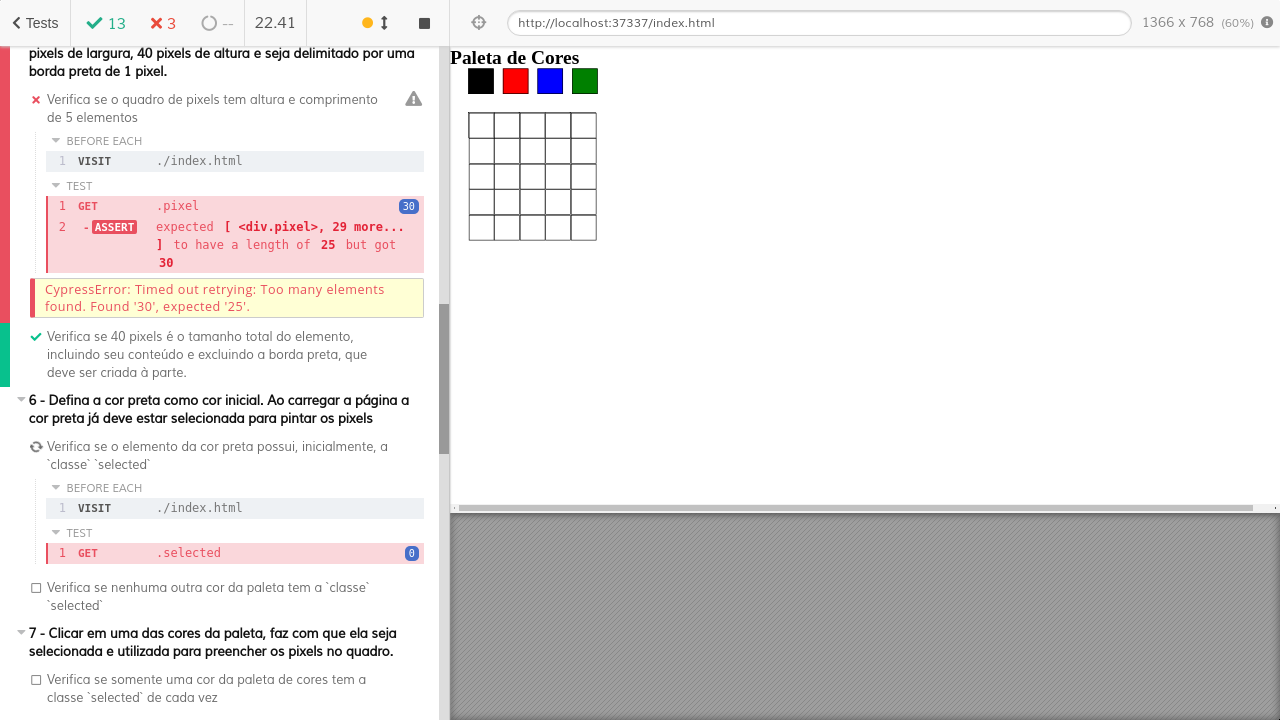 Tests
13
3
--
22.41
http://localhost:37337/index.html
1366 x 768 (60%)
pixels de largura, 40 pixels de altura e seja delimitado por uma
borda preta de 1 pixel.
Verifica se o quadro de pixels tem altura e comprimento
de 5 elementos
BEFORE EACH
1 VISIT ./index.html
TEST
1 GET .pixel 30
2 -ASSERT expected [ <div.pixel>, 29 more...
] to have a length of 25 but got
30
CypressError: Timed out retrying: Too many elements
found. Found '30', expected '25'.
Verifica se 40 pixels é o tamanho total do elemento,
incluindo seu conteúdo e excluindo a borda preta, que
deve ser criada à parte.
6 - Defina a cor preta como cor inicial. Ao carregar a página a
cor preta já deve estar selecionada para pintar os pixels
Verifica se o elemento da cor preta possui, inicialmente, a
`classe` `selected`
BEFORE EACH
1 VISIT ./index.html
TEST
1 GET .selected 0
Verifica se nenhuma outra cor da paleta tem a `classe`
`selected`
7 - Clicar em uma das cores da paleta, faz com que ela seja
selecionada e utilizada para preencher os pixels no quadro.
Verifica se somente uma cor da paleta de cores tem a
classe `selected` de cada vez
Paleta de Cores